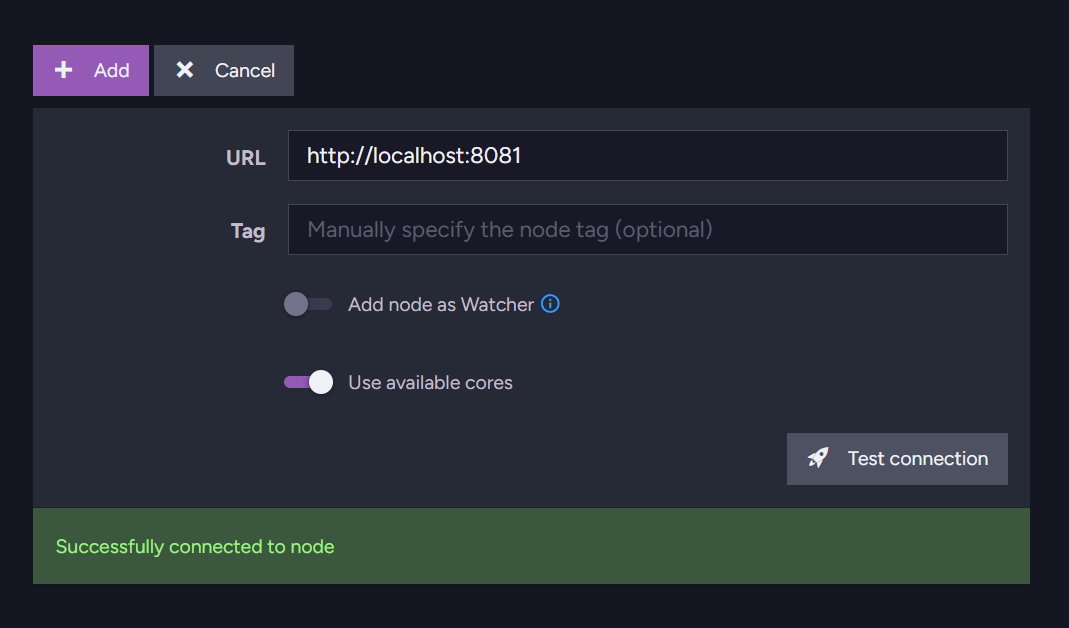 Add Cancel
URL http://localhost:8081
Tag Manually specify the node tag (optional)
Add node as Watcher
Use available cores
Test connection
Successfully connected to node